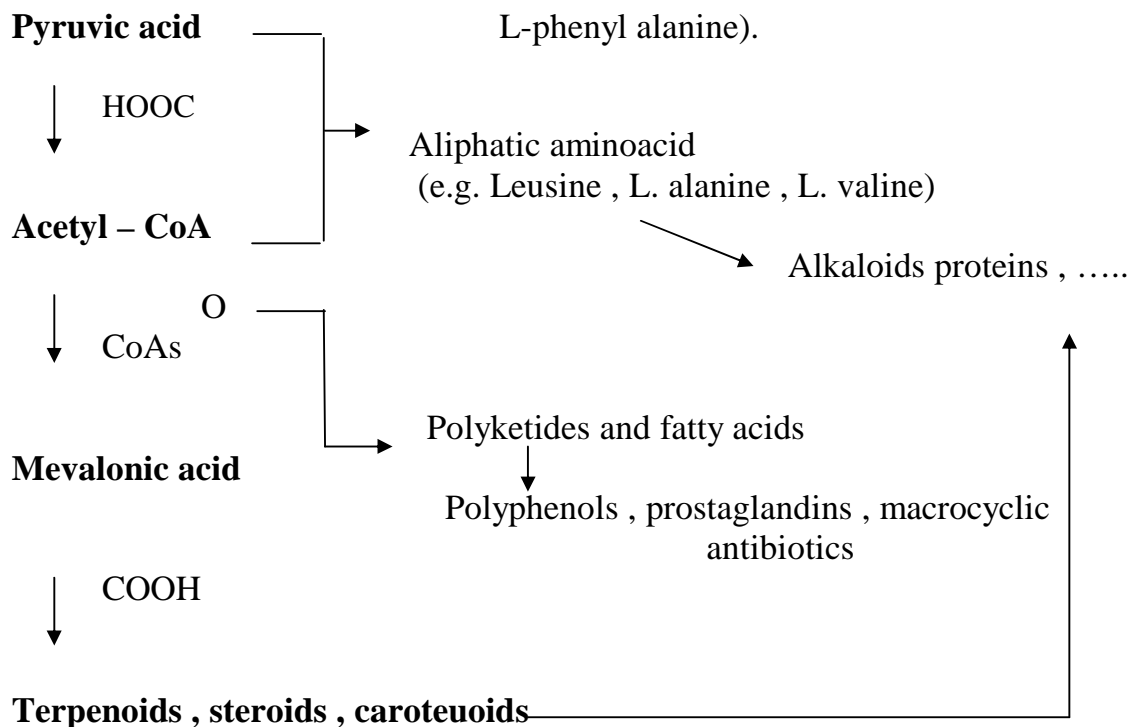 Pyruvic acid
L-phenyl alanine).
HOOC
Aliphatic aminoacid
(e.g. Leusine , L. alanine , L. valine)
Acetyl – CoA
Alkaloids proteins , …..
O
CoAs
Polyketides and fatty acids
Mevalonic acid
Polyphenols , prostaglandins , macrocyclic
antibiotics
COOH
Terpenoids , steroids , caroteuoids